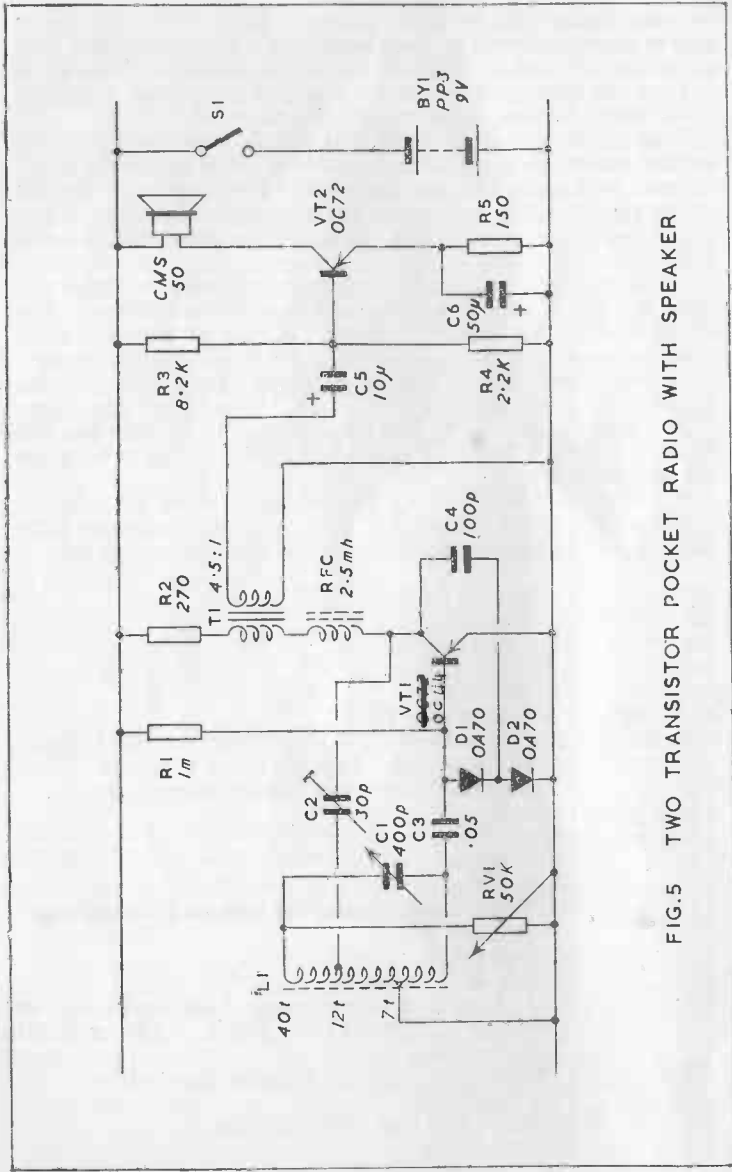 R1
1m
R2
270
T1
4.5:1
RFC
2.5mh
R3
8.2K
CMS
50
S1
C2
30p
C1
400p
C3
.05
L1
40t
12t
7t
RV1
50K
VT1
OC44
D1
OA70
D2
OA70
C4
100p
+
C5
10µ
VT2
OC72
R4
2.2K
C6
50µ
+
R5
150
BY1
PP3
9V
FIG.5 TWO TRANSISTOR POCKET RADIO WITH SPEAKER